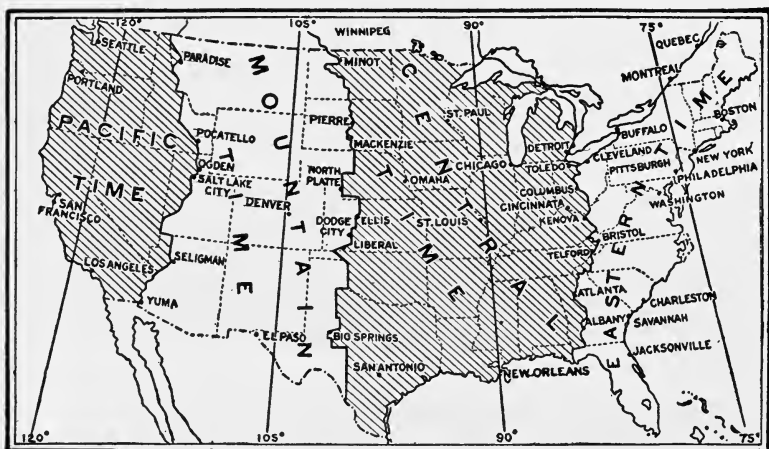 120° 105° 90° 75°
WINNIPEG
QUEBEC
SEATTLE
PARADISE
MINOT
MONTREAL
PORTLAND
ST. PAUL
BOSTON
PACIFIC TIME
POCATELLO
PIERRE
DETROIT
BUFFALO
OGDEN
MACKENZIE
CHICAGO
TOLEDO
CLEVELAND
NEW YORK
SALT LAKE CITY
NORTH PLATTE
OMAHA
PITTSBURGH
PHILADELPHIA
MOUNTAIN TIME
CENTRAL TIME
EASTERN TIME
COLUMBUS
CINCINNATA
WASHINGTON
SAN FRANCISCO
DENVER
DODGE CITY
ELLIS
ST. LOUIS
KENOVA
LIBERAL
BRISTOL
TELFORD
LOS ANGELES
SELIGMAN
ATLANTA
YUMA
CHARLESTON
EL PASO
BIG SPRINGS
ALBANY
SAVANNAH
SAN ANTONIO
NEW ORLEANS
JACKSONVILLE
120° 105° 90° 75°